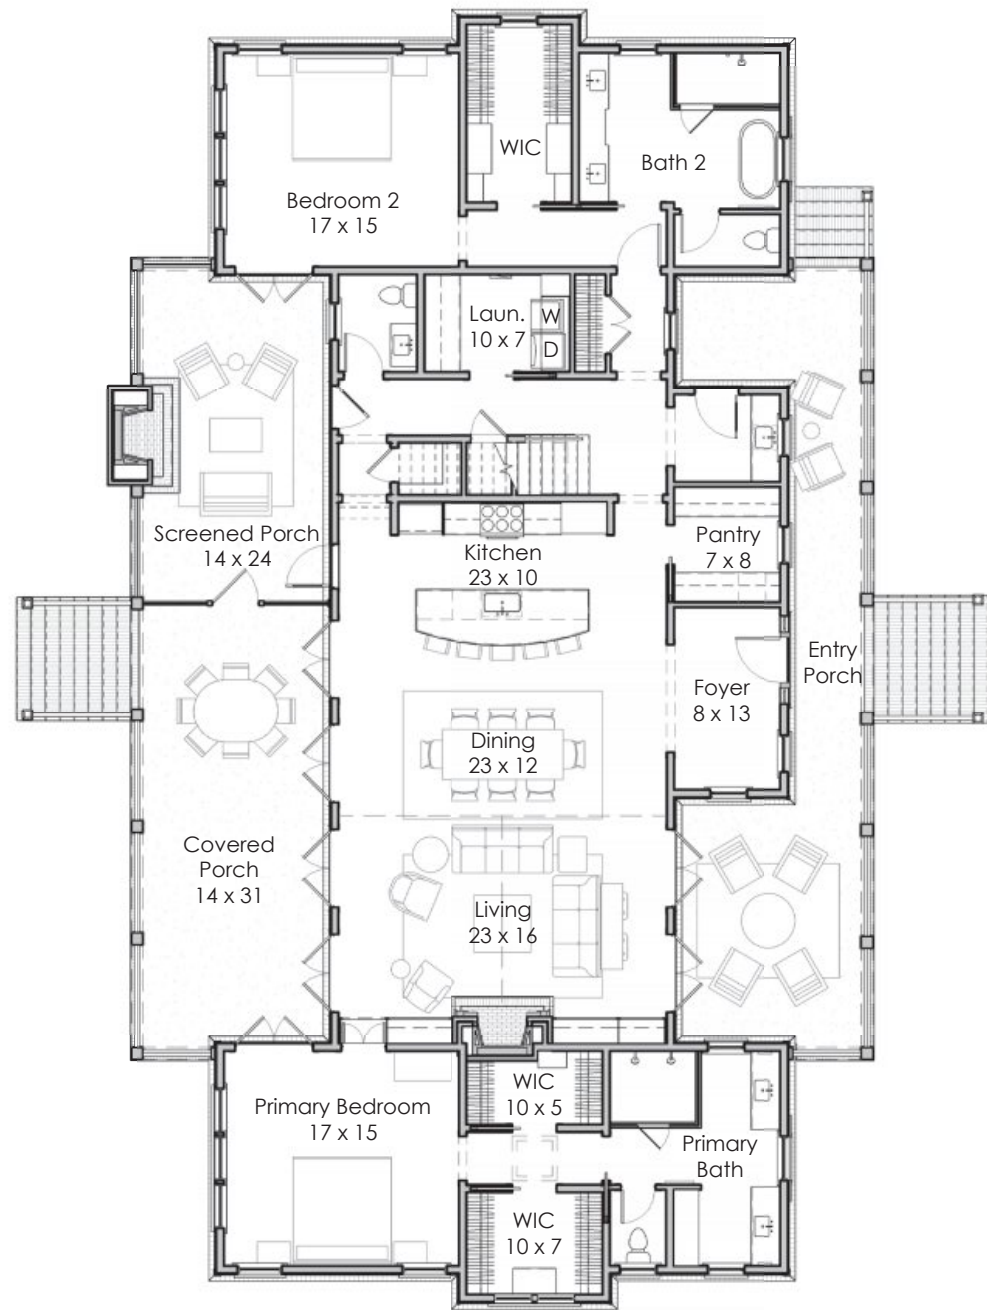 WIC
Bath 2
Bedroom 2
17 x 15
Laun.
10 x 7
W
D
Screened Porch
14 x 24
Kitchen
23 x 10
Pantry
7 x 8
Entry
Porch
Foyer
8 x 13
Dining
23 x 12
Covered
Porch
14 x 31
Living
23 x 16
WIC
10 x 5
Primary Bedroom
17 x 15
Primary
Bath
WIC
10 x 7